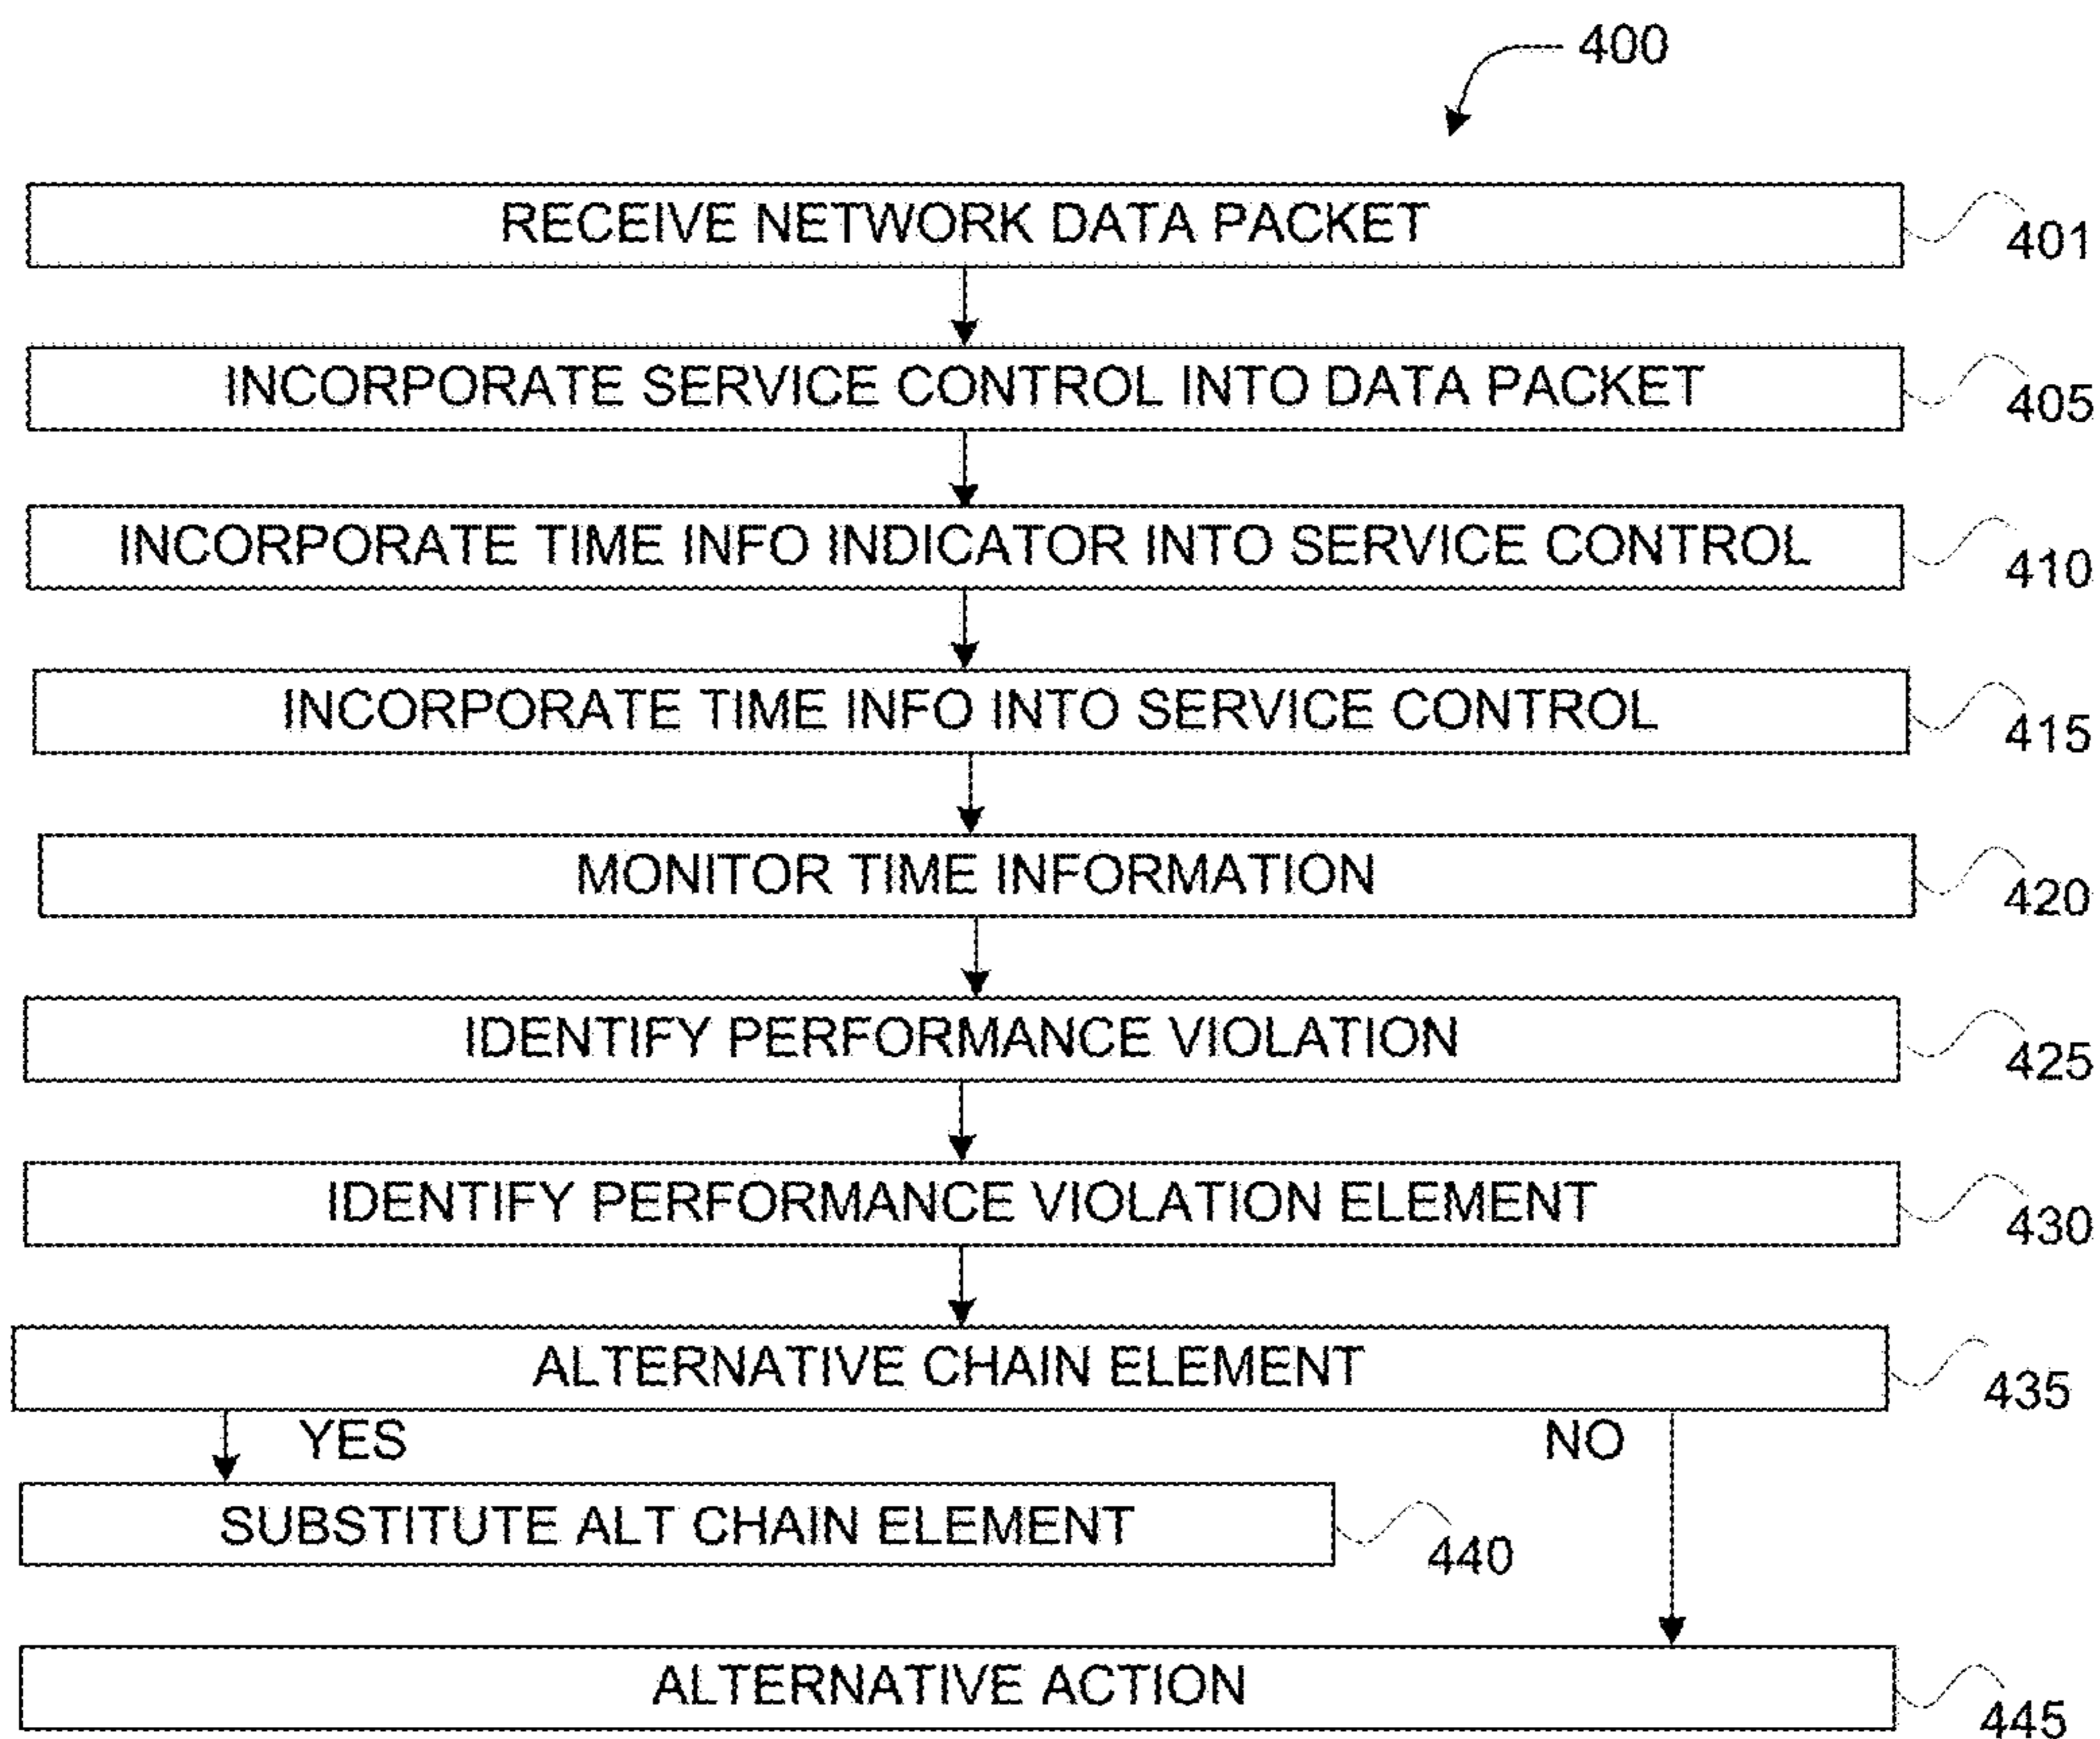 400
RECEIVE NETWORK DATA PACKET
401
INCORPORATE SERVICE CONTROL INTO DATA PACKET
405
INCORPORATE TIME INFO INDICATOR INTO SERVICE CONTROL
410
INCORPORATE TIME INFO INTO SERVICE CONTROL
415
MONITOR TIME INFORMATION
420
IDENTIFY PERFORMANCE VIOLATION
425
IDENTIFY PERFORMANCE VIOLATION ELEMENT
430
ALTERNATIVE CHAIN ELEMENT
435
YES
NO
SUBSTITUTE ALT CHAIN ELEMENT
440
ALTERNATIVE ACTION
445